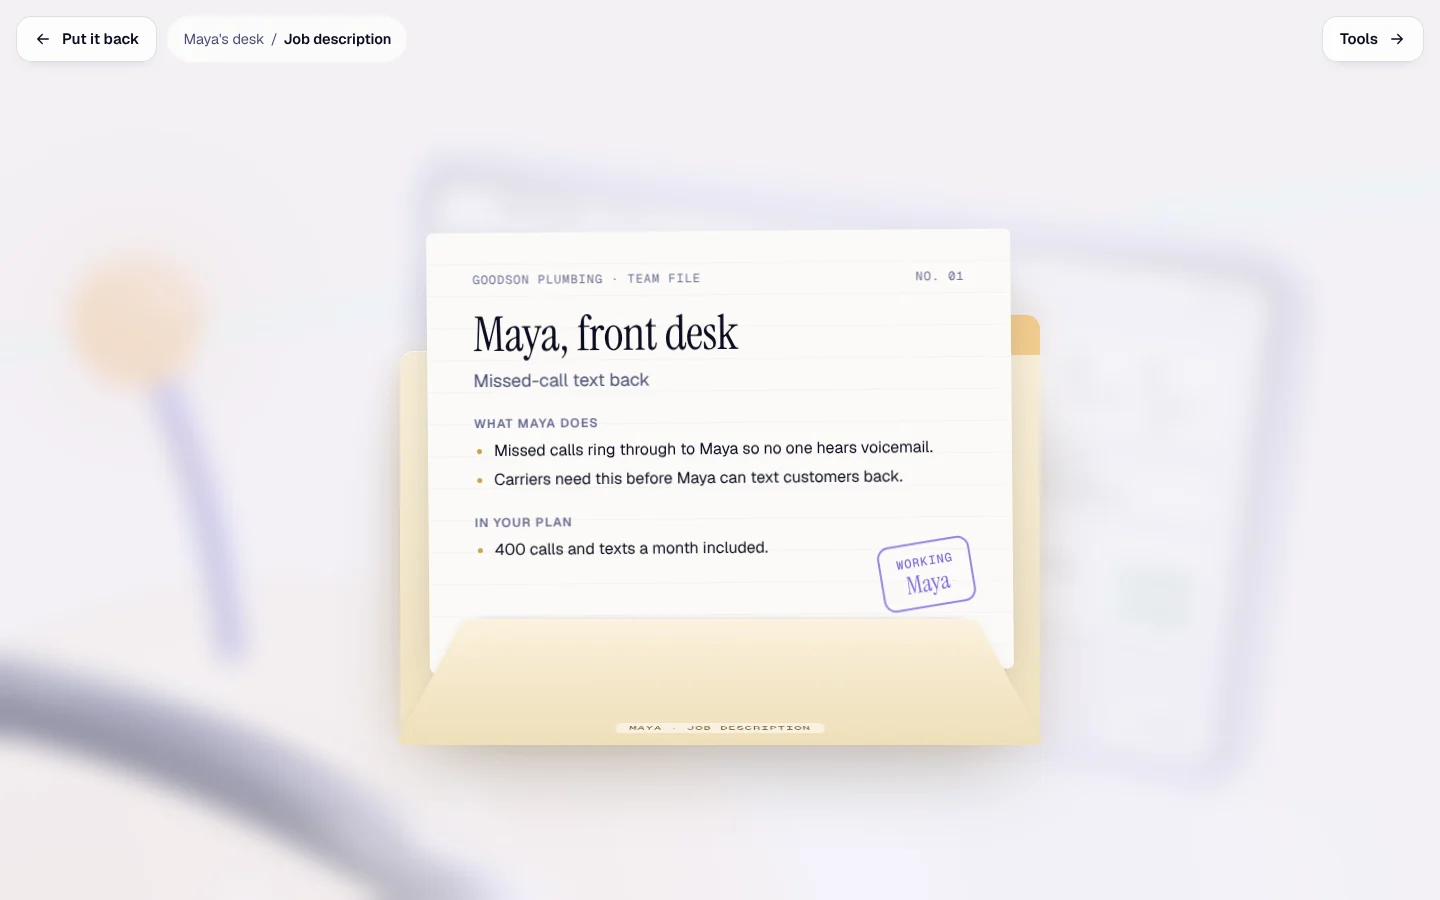 Put it back
Maya's desk / Job description
Tools
GOODSON PLUMBING · TEAM FILE
NO. 01
Maya, front desk
Missed-call text back
WHAT MAYA DOES
• Missed calls ring through to Maya so no one hears voicemail.
• Carriers need this before Maya can text customers back.
IN YOUR PLAN
• 400 calls and texts a month included.
WORKING
Maya
MAYA · JOB DESCRIPTION